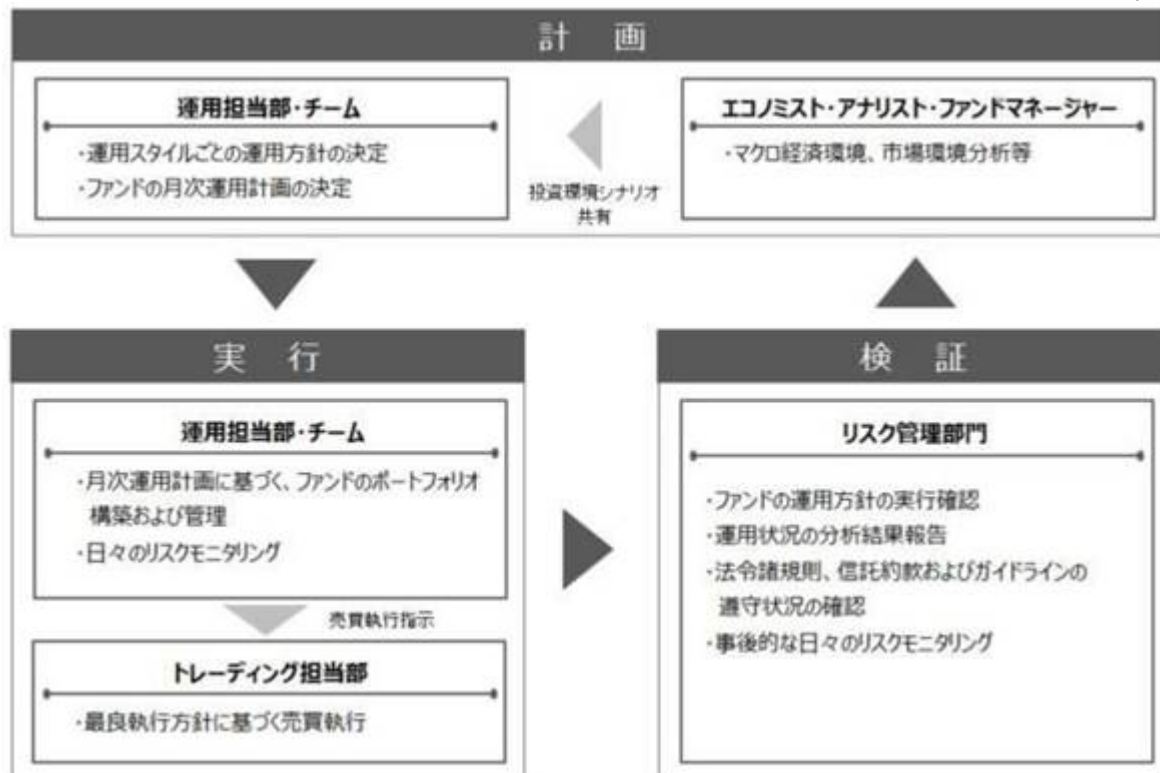 計 画
運用担当部・チーム
・運用スタイルごとの運用方針の決定
・ファンドの月次運用計画の決定
投資環境シナリオ
共有
エコノミスト・アナリスト・ファンドマネージャー
・マクロ経済環境、市場環境分析等
実 行
運用担当部・チーム
・月次運用計画に基づく、ファンドのポートフォリオ
構築および管理
・日々のリスクモニタリング
売買執行指示
トレーディング担当部
・最良執行方針に基づく売買執行
検 証
リスク管理部門
・ファンドの運用方針の実行確認
・運用状況の分析結果報告
・法令諸規則、信託約款およびガイドラインの
遵守状況の確認
・事後的な日々のリスクモニタリング